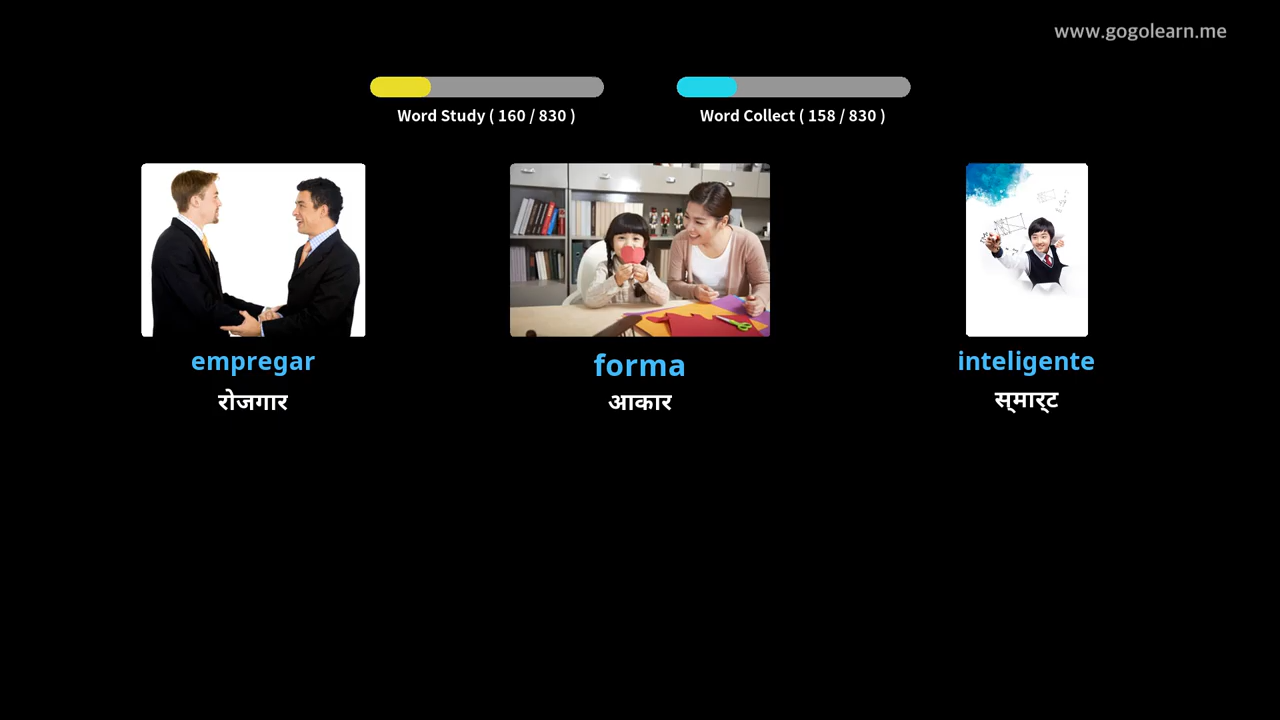 www.gogolearn.me
Word Study ( 160 / 830 )
Word Collect ( 158 / 830 )
empregar
रोजगार
forma
आकार
inteligente
स्‌मार्‌ट